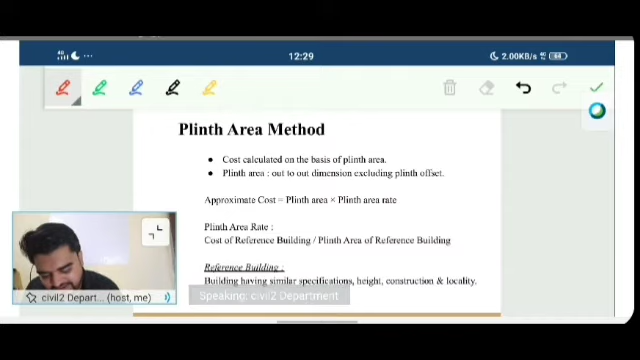 12:29
2.00KB/s
Plinth Area Method
• Cost calculated on the basis of plinth area.
• Plinth area : out to out dimension excluding plinth offset.
Approximate Cost = Plinth area × Plinth area rate
Plinth Area Rate :
Cost of Reference Building / Plinth Area of Reference Building
Reference Building :
Building having similar specifications, height, construction & locality.
civil2 Depart... (host, me)
Speaking: civil2 Department